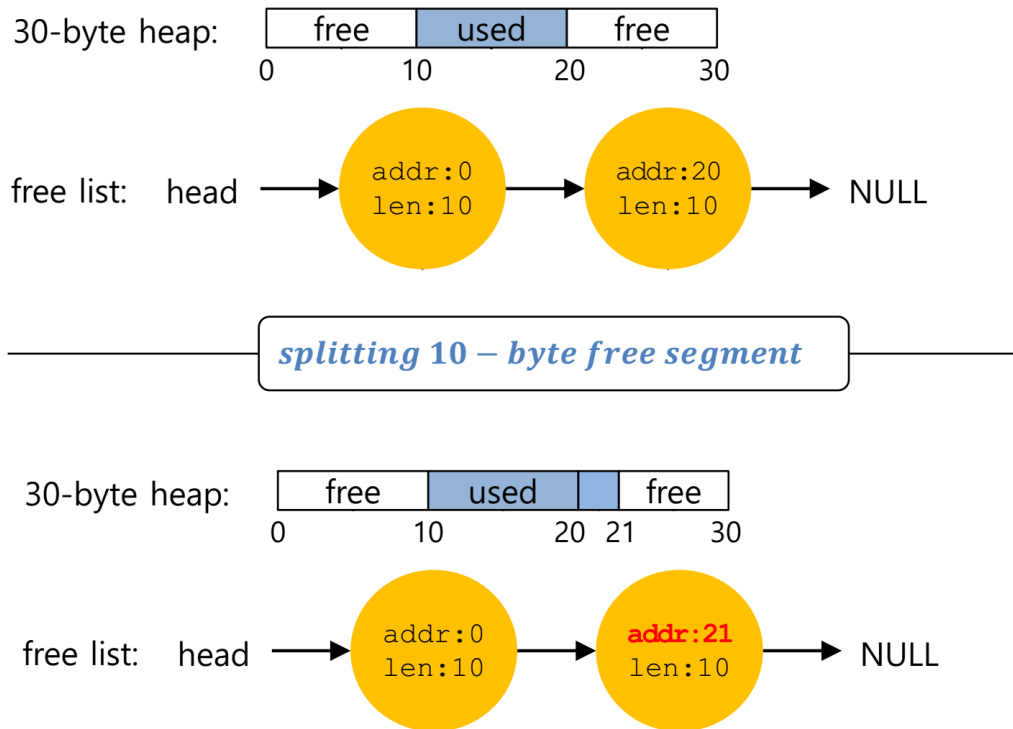 30-byte heap: free used free
0 10 20 30
free list: head addr:0 len:10 addr:20 len:10 NULL
splitting 10 − byte free segment
30-byte heap: free used free
0 10 20 21 30
free list: head addr:0 len:10 addr:21 len:10 NULL